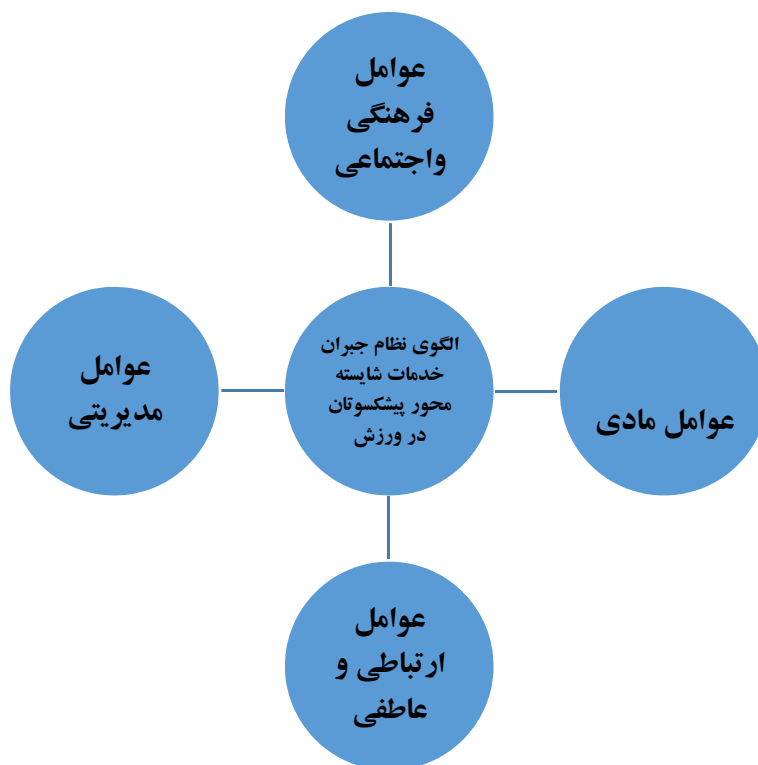 عوامل
فرهنگی
واجتماعی
الگوی نظام جبران
خدمات شایسته
محور پیشکسوتان
در ورزش
عوامل مادی
عوامل
مدیریتی
عوامل
ارتباطی و
عاطفی